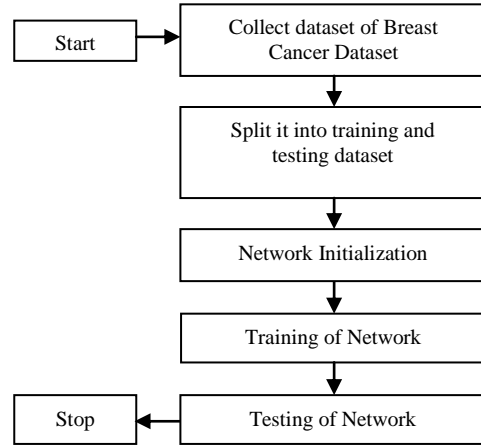 Start
Collect dataset of Breast
Cancer Dataset
Split it into training and
testing dataset
Network Initialization
Training of Network
Testing of Network
Stop